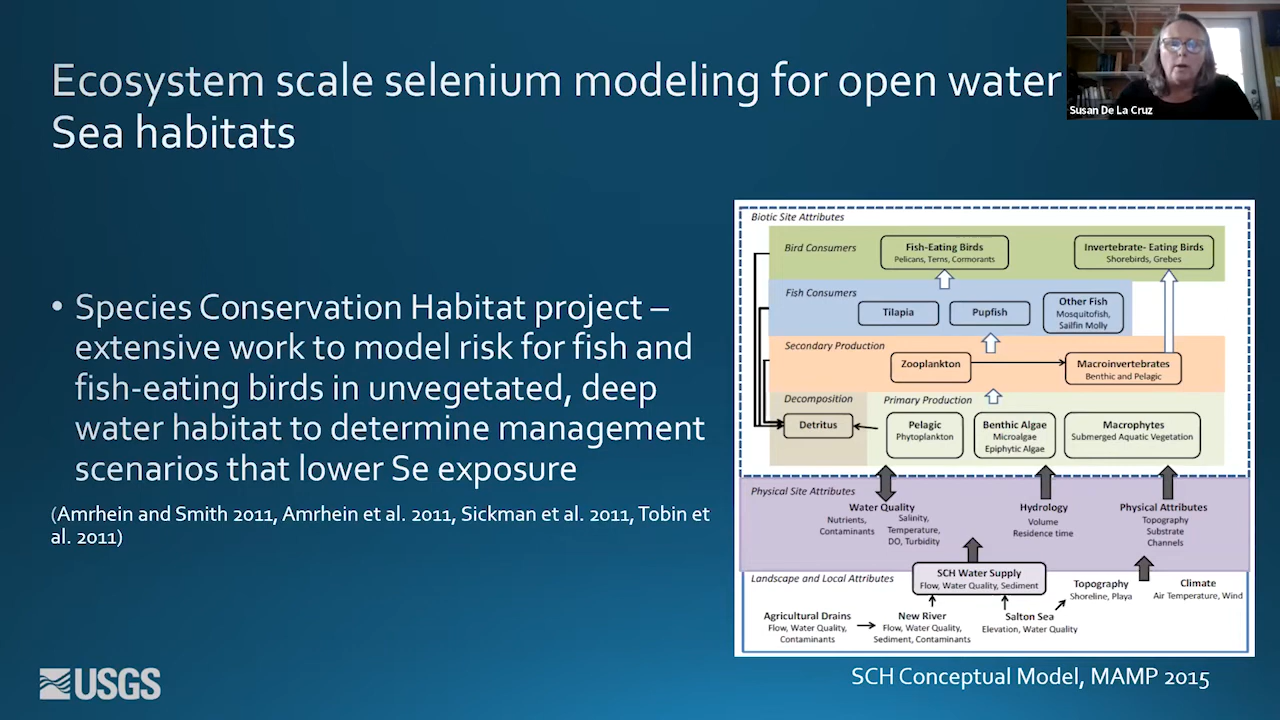 Ecosystem scale selenium modeling for open water
Sea habitats
Susan De La Cruz
• Species Conservation Habitat project –
extensive work to model risk for fish and
fish-eating birds in unvegetated, deep
water habitat to determine management
scenarios that lower Se exposure
(Amrhein and Smith 2011, Amrhein et al. 2011, Sickman et al. 2011, Tobin et
al. 2011)
USGS
Biotic Site Attributes
Bird Consumers
Fish-Eating Birds
Pelicans, Terns, Cormorants
Invertebrate- Eating Birds
Shorebirds, Grebes
Fish Consumers
Tilapia
Pupfish
Other Fish
Mosquitofish,
Sailfin Molly
Secondary Production
Zooplankton
Macroinvertebrates
Benthic and Pelagic
Decomposition
Primary Production
Detritus
Pelagic
Phytoplankton
Benthic Algae
Microalgae
Epiphytic Algae
Macrophytes
Submerged Aquatic Vegetation
Physical Site Attributes
Water Quality
Nutrients,
Contaminants
Salinity,
Temperature,
DO, Turbidity
Hydrology
Volume
Residence time
Physical Attributes
Topography
Substrate
Channels
Landscape and Local Attributes
SCH Water Supply
Flow, Water Quality, Sediment
Topography
Shoreline, Playa
Climate
Air Temperature, Wind
Agricultural Drains
Flow, Water Quality,
Contaminants
New River
Flow, Water Quality,
Sediment, Contaminants
Salton Sea
Elevation, Water Quality
SCH Conceptual Model, MAMP 2015